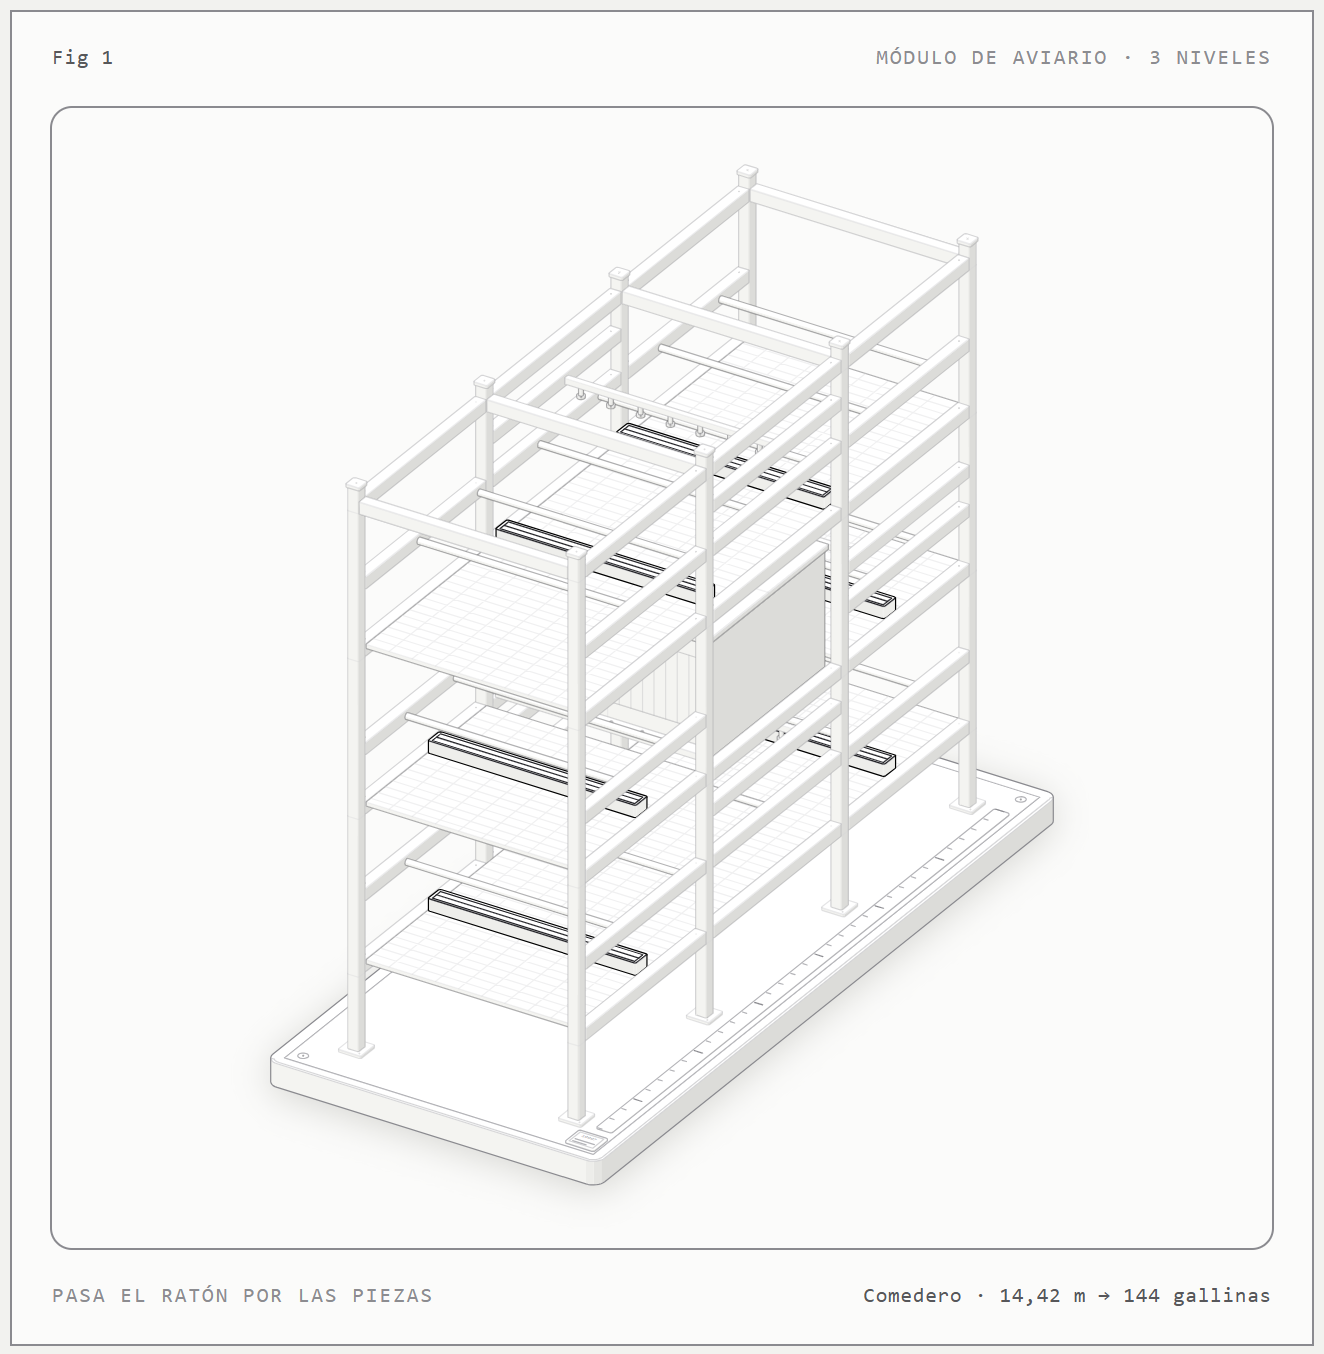 Fig 1
MÓDULO DE AVIARIO · 3 NIVELES
PASA EL RATÓN POR LAS PIEZAS
Comedero · 14,42 m → 144 gallinas